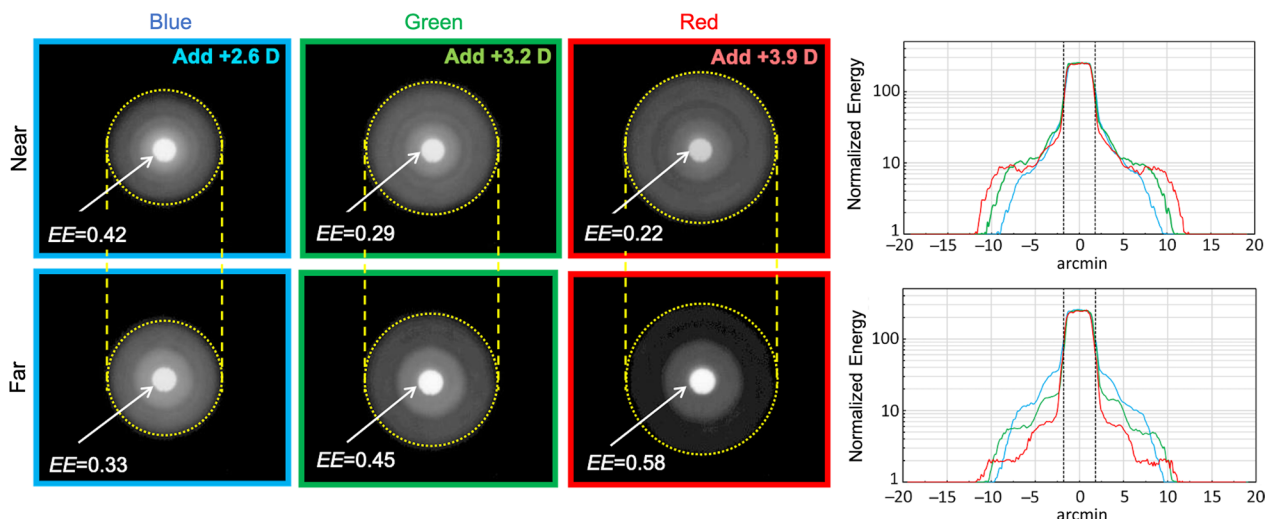 Blue
Green
Red
Near
Add +2.6 D
EE=0.42
Add +3.2 D
EE=0.29
Add +3.9 D
EE=0.22
Far
EE=0.33
EE=0.45
EE=0.58
Normalized Energy
100
10
1
−20 −15 −10 −5 0 5 10 15 20
arcmin
Normalized Energy
100
10
1
−20 −15 −10 −5 0 5 10 15 20
arcmin